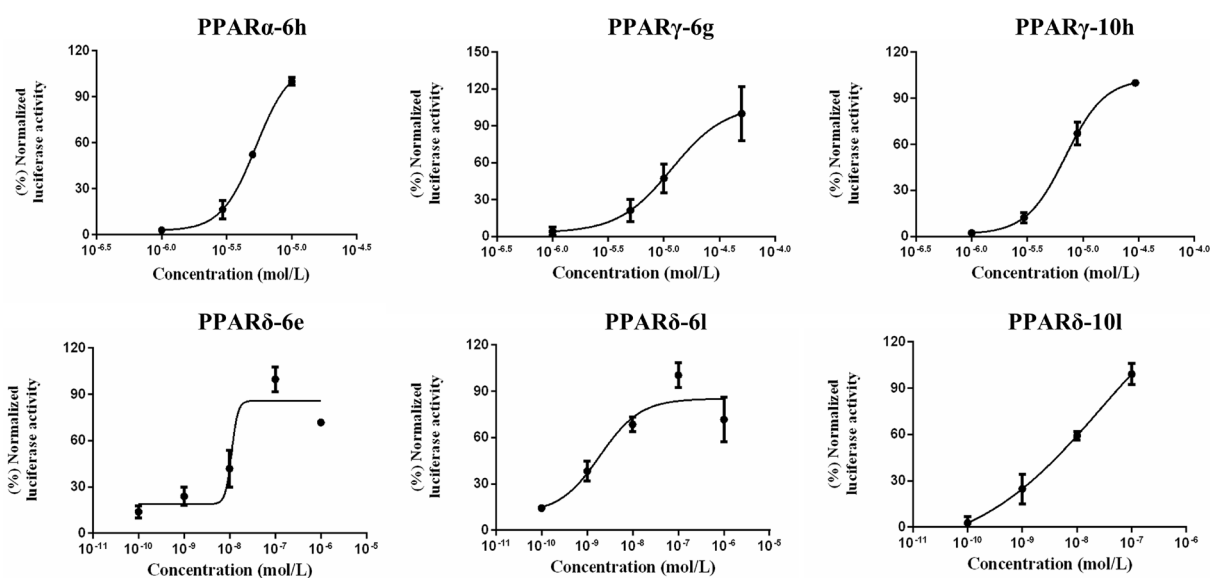 PPARα-6h
(%) Normalized
luciferase activity
120
90
60
30
0
10-6.5 10-6.0 10-5.5 10-5.0 10-4.5
Concentration (mol/L)
PPARγ-6g
(%) Normalized
luciferase activity
150
120
90
60
30
0
10-6.5 10-6.0 10-5.5 10-5.0 10-4.5 10-4.0
Concentration (mol/L)
PPARγ-10h
(%) Normalized
luciferase activity
120
90
60
30
0
10-6.5 10-6.0 10-5.5 10-5.0 10-4.5 10-4.0
Concentration (mol/L)
PPARδ-6e
(%) Normalized
luciferase activity
120
90
60
30
0
10-11 10-10 10-9 10-8 10-7 10-6 10-5
Concentration (mol/L)
PPARδ-6l
(%) Normalized
luciferase activity
120
90
60
30
0
10-11 10-10 10-9 10-8 10-7 10-6 10-5
Concentration (mol/L)
PPARδ-10l
(%) Normalized
luciferase activity
120
90
60
30
0
10-11 10-10 10-9 10-8 10-7 10-6
Concentration (mol/L)